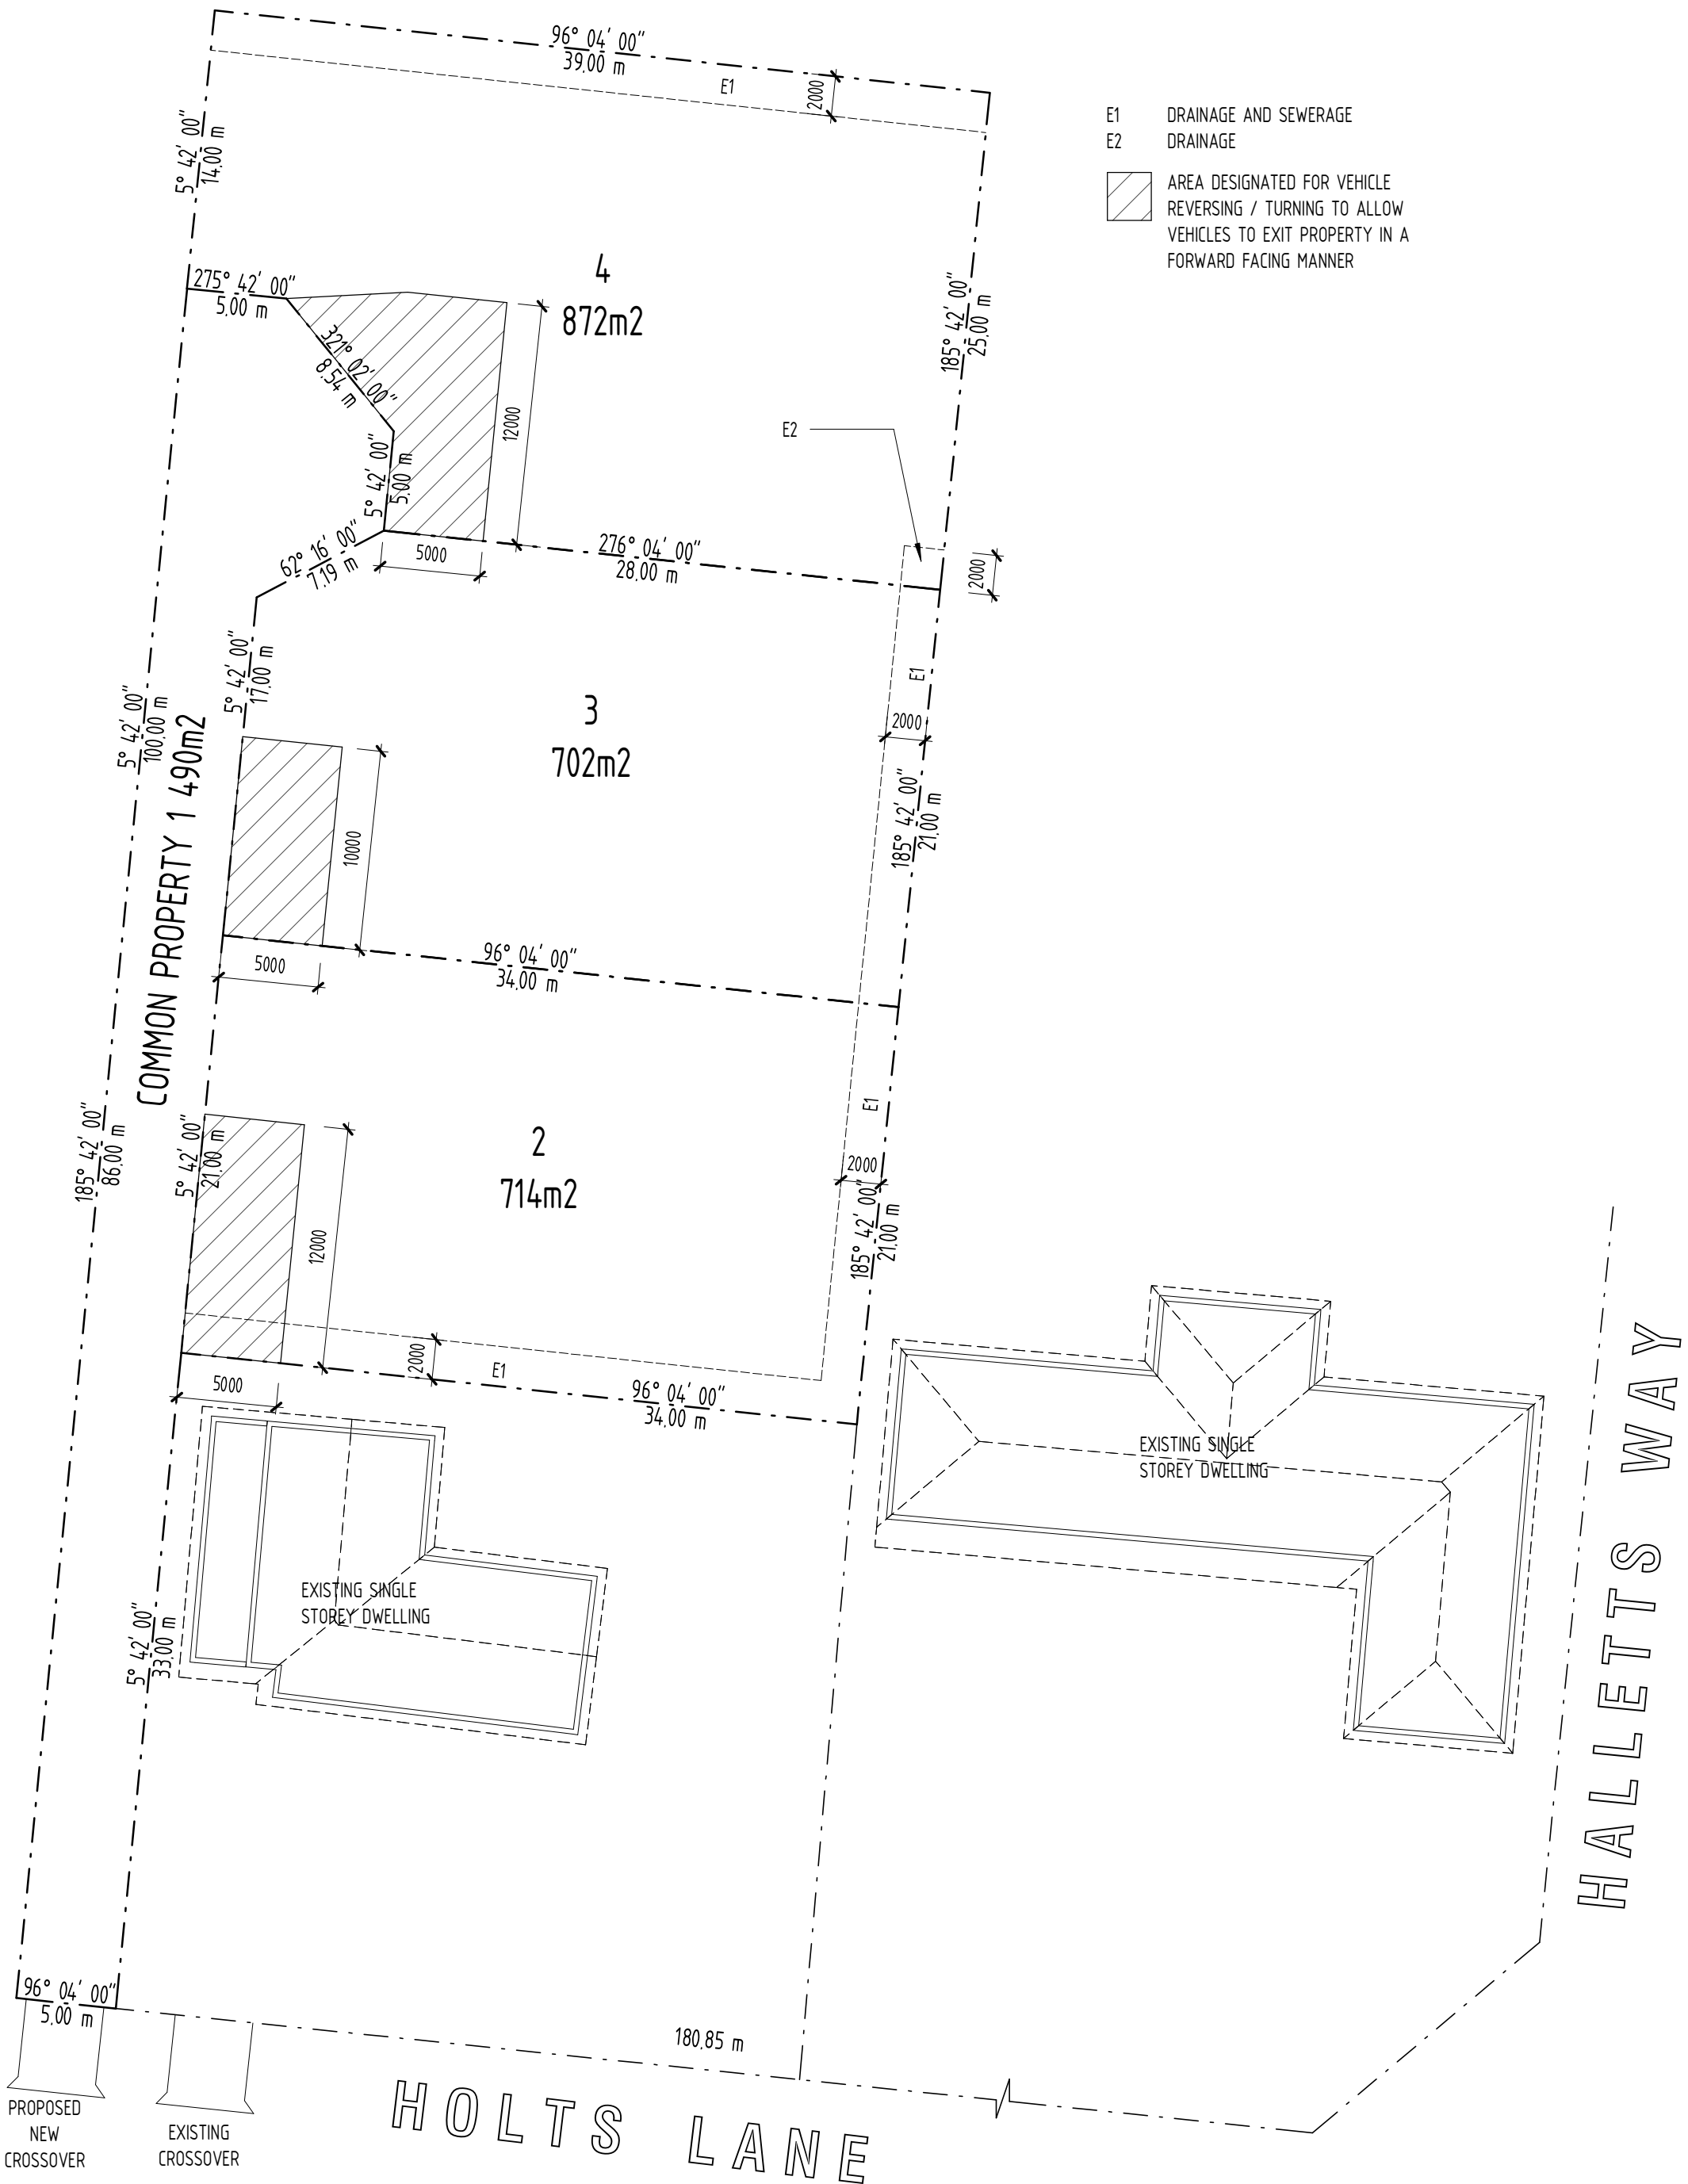 96° 04' 00"
39.00 m
E1
2000
E1 DRAINAGE AND SEWERAGE
E2 DRAINAGE
AREA DESIGNATED FOR VEHICLE
REVERSING / TURNING TO ALLOW
VEHICLES TO EXIT PROPERTY IN A
FORWARD FACING MANNER
5° 42' 00"
14.00 m
4
872m2
275° 42' 00"
5.00 m
185° 42' 00"
25.00 m
321° 02' 00"
8.54 m
12000
E2
5° 42' 00"
5.00 m
62° 16' 00"
7.19 m
5000
276° 04' 00"
28.00 m
2000
5° 42' 00"
17.00 m
E1
3
702m2
2000
5° 42' 00"
100.00 m
COMMON PROPERTY 1 490m2
10000
185° 42' 00"
21.00 m
5000
96° 04' 00"
34.00 m
185° 42' 00"
86.00 m
5° 42' 00"
21.00 m
E1
2
714m2
2000
12000
185° 42' 00"
21.00 m
2000
E1
5000
96° 04' 00"
34.00 m
EXISTING SINGLE
STOREY DWELLING
HALLETTS WAY
EXISTING SINGLE
STOREY DWELLING
5° 42' 00"
33.00 m
96° 04' 00"
5.00 m
180.85 m
PROPOSED
NEW
CROSSOVER
EXISTING
CROSSOVER
HOLTS LANE